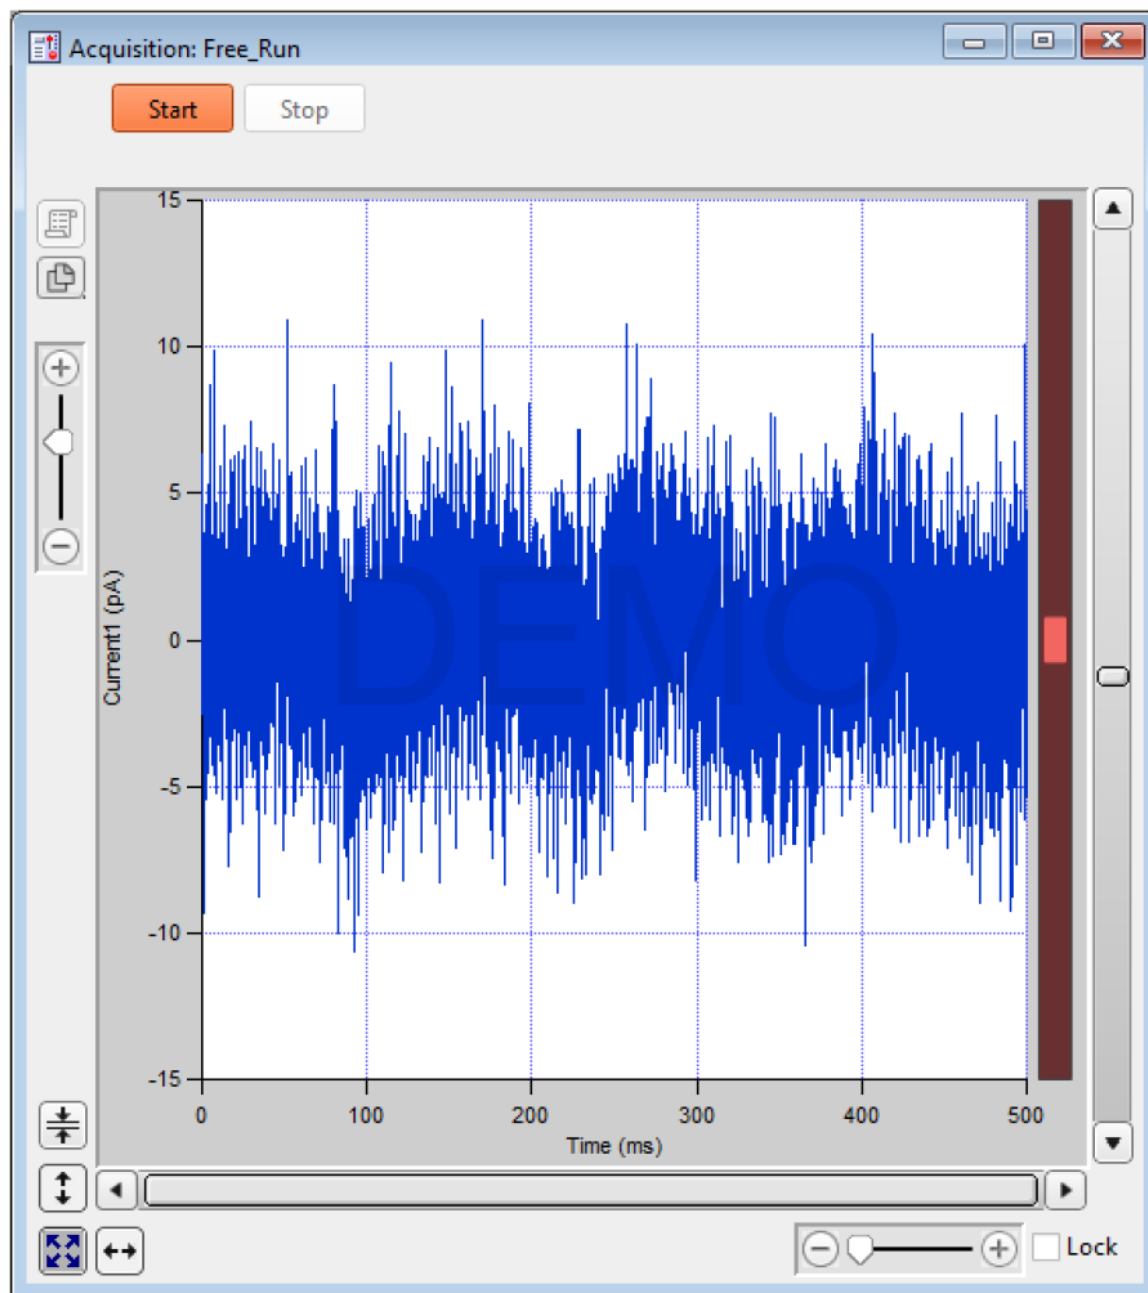 Acquisition: Free_Run
Start Stop
15
10
5
0
-5
-10
-15
Current1 (pA)
DEMO
0 100 200 300 400 500
Time (ms)
Lock